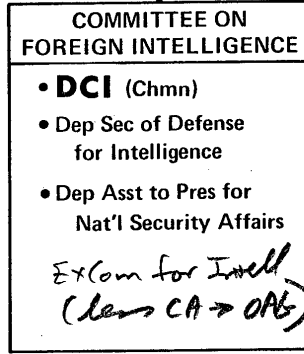 COMMITTEE ON
FOREIGN INTELLIGENCE
• DCI (Chmn)
• Dep Sec of Defense
for Intelligence
• Dep Asst to Pres for
Nat'l Security Affairs
ExCom for Intell
(less CA → OAG)